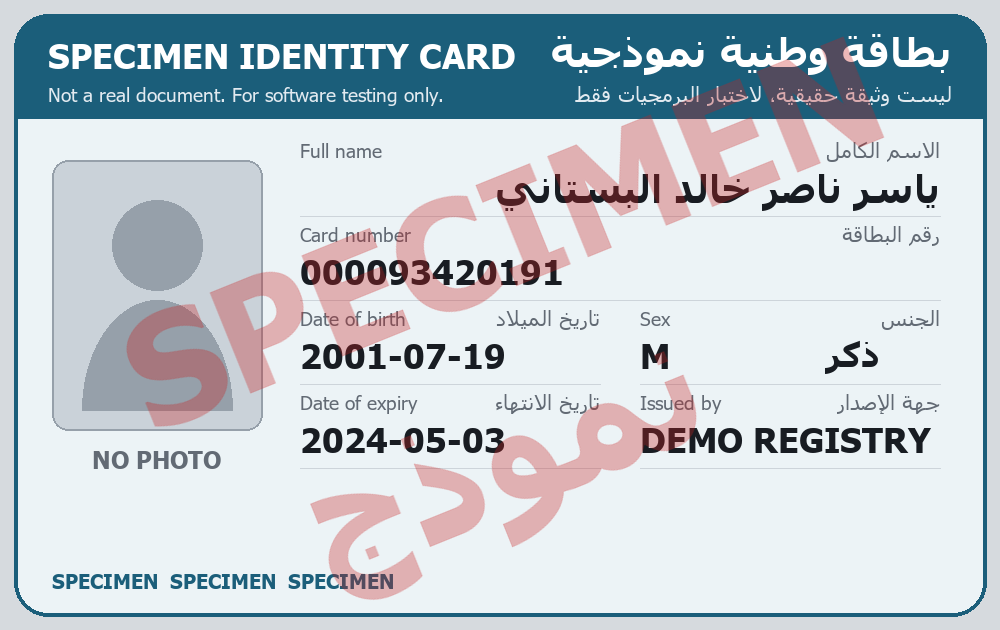 SPECIMEN IDENTITY CARD بطاقة وطنية نموذجية
Not a real document. For software testing only. ليست وثيقة حقيقية، لاختبار البرمجيات فقط
Full name الاسم الكامل
ياسر ناصر خالد البستاني
Card number رقم البطاقة
000093420191
Date of birth تاريخ الميلاد Sex الجنس
2001-07-19 M ذكر
Date of expiry تاريخ الانتهاء Issued by جهة الإصدار
2024-05-03 DEMO REGISTRY
NO PHOTO
SPECIMEN SPECIMEN SPECIMEN
SPECIMEN
نموذج